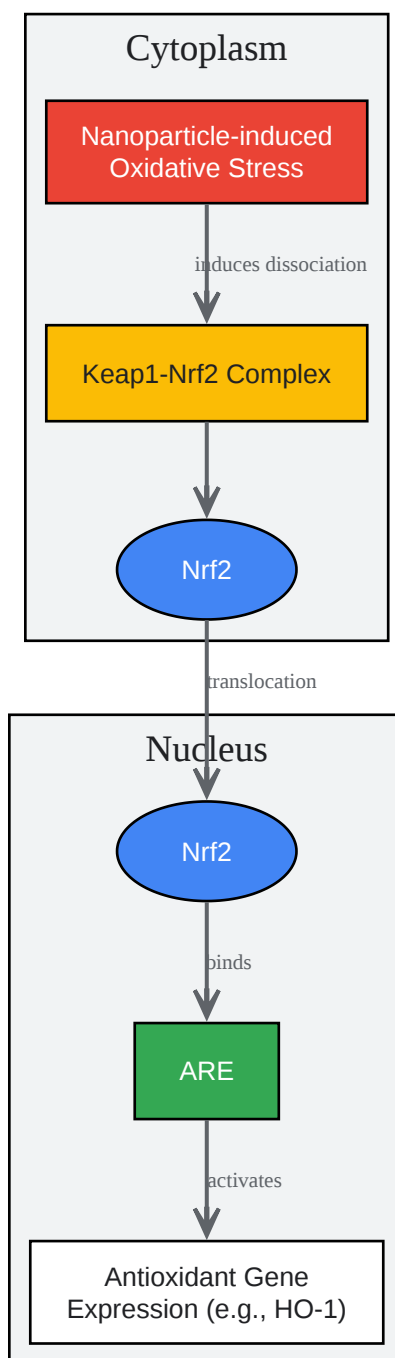 Cytoplasm
Nanoparticle-induced
Oxidative Stress
induces dissociation
Keap1-Nrf2 Complex
Nrf2
translocation
Nucleus
Nrf2
binds
ARE
activates
Antioxidant Gene
Expression (e.g., HO-1)